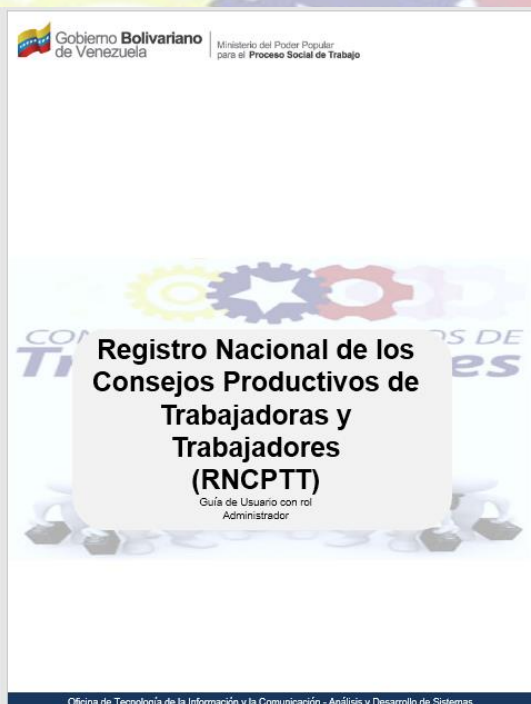 Gobierno Bolivariano
de Venezuela
Ministerio del Poder Popular
para el Proceso Social de Trabajo
Registro Nacional de los
Consejos Productivos de
Trabajadoras y
Trabajadores
(RNCPTT)
Guía de Usuario con rol
Administrador
Oficina de Tecnología de la Información y la Comunicación - Análisis y Desarrollo de Sistemas